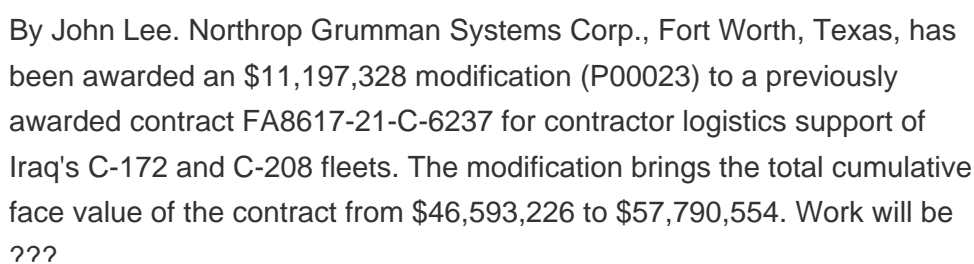 By John Lee. Northrop Grumman Systems Corp., Fort Worth, Texas, has
been awarded an $11,197,328 modification (P00023) to a previously
awarded contract FA8617-21-C-6237 for contractor logistics support of
Iraq's C-172 and C-208 fleets. The modification brings the total cumulative
face value of the contract from $46,593,226 to $57,790,554. Work will be
???